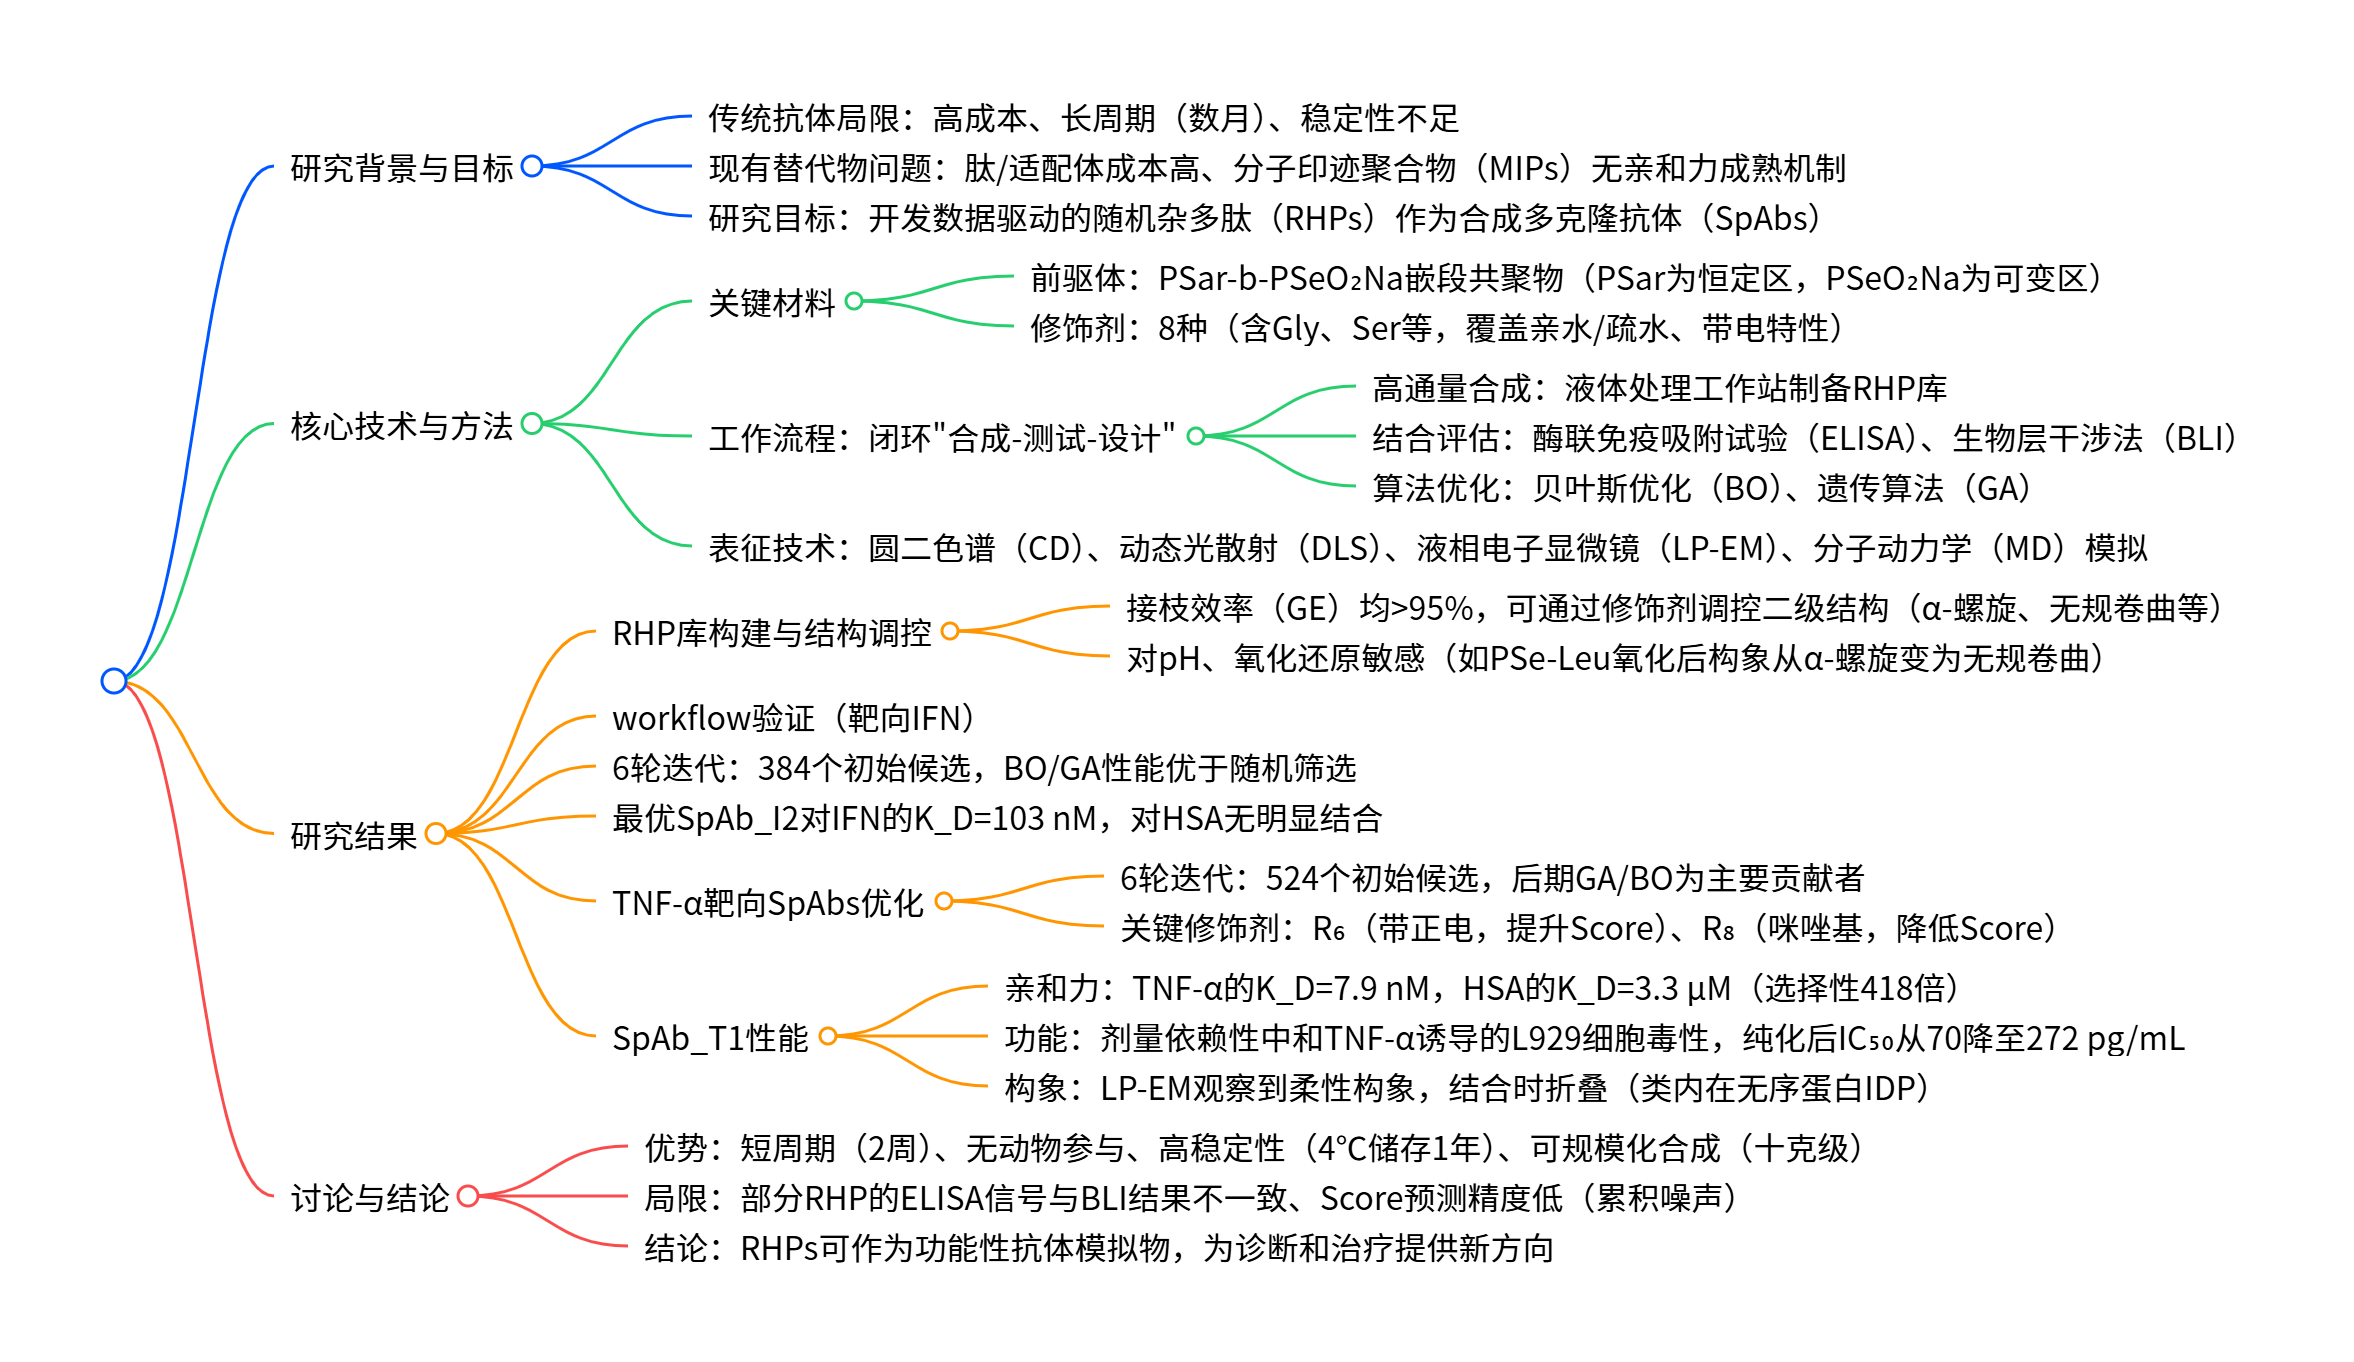 研究背景与目标
传统抗体局限：高成本、长周期（数月）、稳定性不足
现有替代物问题：肽/适配体成本高、分子印迹聚合物（MIPs）无亲和力成熟机制
研究目标：开发数据驱动的随机杂多肽（RHPs）作为合成多克隆抗体（SpAbs）
核心技术与方法
关键材料
前驱体：PSar-b-PSeO₂Na嵌段共聚物（PSar为恒定区，PSeO₂Na为可变区）
修饰剂：8种（含Gly、Ser等，覆盖亲水/疏水、带电特性）
工作流程：闭环"合成-测试-设计"
高通量合成：液体处理工作站制备RHP库
结合评估：酶联免疫吸附试验（ELISA）、生物层干涉法（BLI）
算法优化：贝叶斯优化（BO）、遗传算法（GA）
表征技术：圆二色谱（CD）、动态光散射（DLS）、液相电子显微镜（LP-EM）、分子动力学（MD）模拟
研究结果
RHP库构建与结构调控
接枝效率（GE）均>95%，可通过修饰剂调控二级结构（α-螺旋、无规卷曲等）
对pH、氧化还原敏感（如PSe-Leu氧化后构象从α-螺旋变为无规卷曲）
workflow验证（靶向IFN）
6轮迭代：384个初始候选，BO/GA性能优于随机筛选
最优SpAb_I2对IFN的K_D=103 nM，对HSA无明显结合
TNF-α靶向SpAbs优化
6轮迭代：524个初始候选，后期GA/BO为主要贡献者
关键修饰剂：R₆（带正电，提升Score）、R₈（咪唑基，降低Score）
SpAb_T1性能
亲和力：TNF-α的K_D=7.9 nM，HSA的K_D=3.3 μM（选择性418倍）
功能：剂量依赖性中和TNF-α诱导的L929细胞毒性，纯化后IC₅₀从70降至272 pg/mL
构象：LP-EM观察到柔性构象，结合时折叠（类内在无序蛋白IDP）
讨论与结论
优势：短周期（2周）、无动物参与、高稳定性（4℃储存1年）、可规模化合成（十克级）
局限：部分RHP的ELISA信号与BLI结果不一致、Score预测精度低（累积噪声）
结论：RHPs可作为功能性抗体模拟物，为诊断和治疗提供新方向